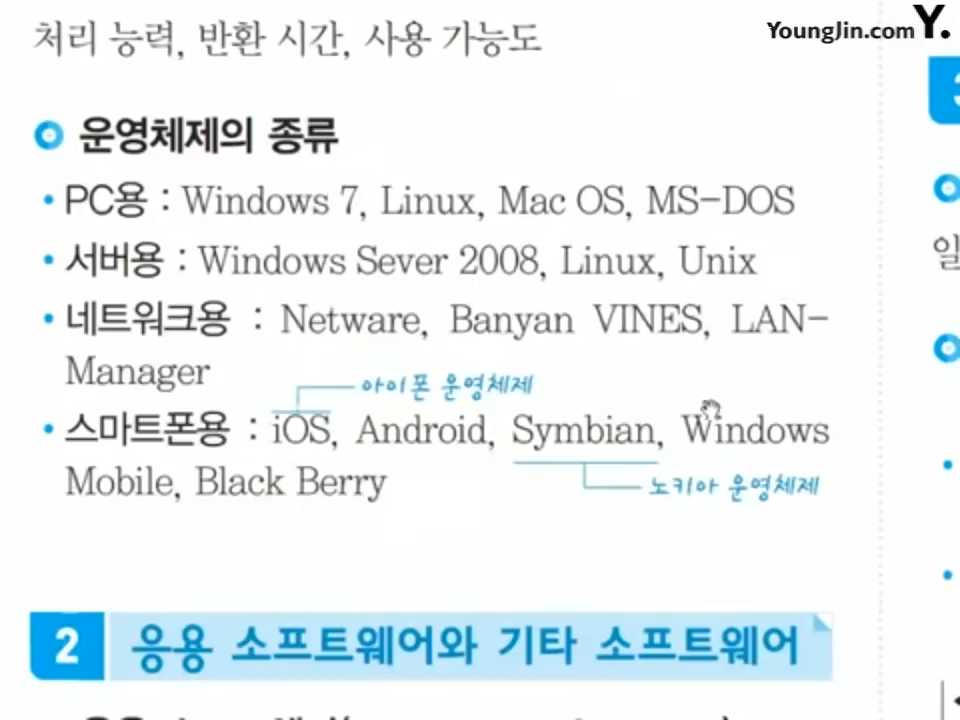 처리 능력, 반환 시간, 사용 가능도
YoungJin.com Y.
운영체제의 종류
• PC용 : Windows 7, Linux, Mac OS, MS-DOS
• 서버용 : Windows Sever 2008, Linux, Unix
• 네트워크용 : Netware, Banyan VINES, LAN-
Manager
아이폰 운영체제
• 스마트폰용 : iOS, Android, Symbian, Windows
Mobile, Black Berry
노키아 운영체제
2 응용 소프트웨어와 기타 소프트웨어
일